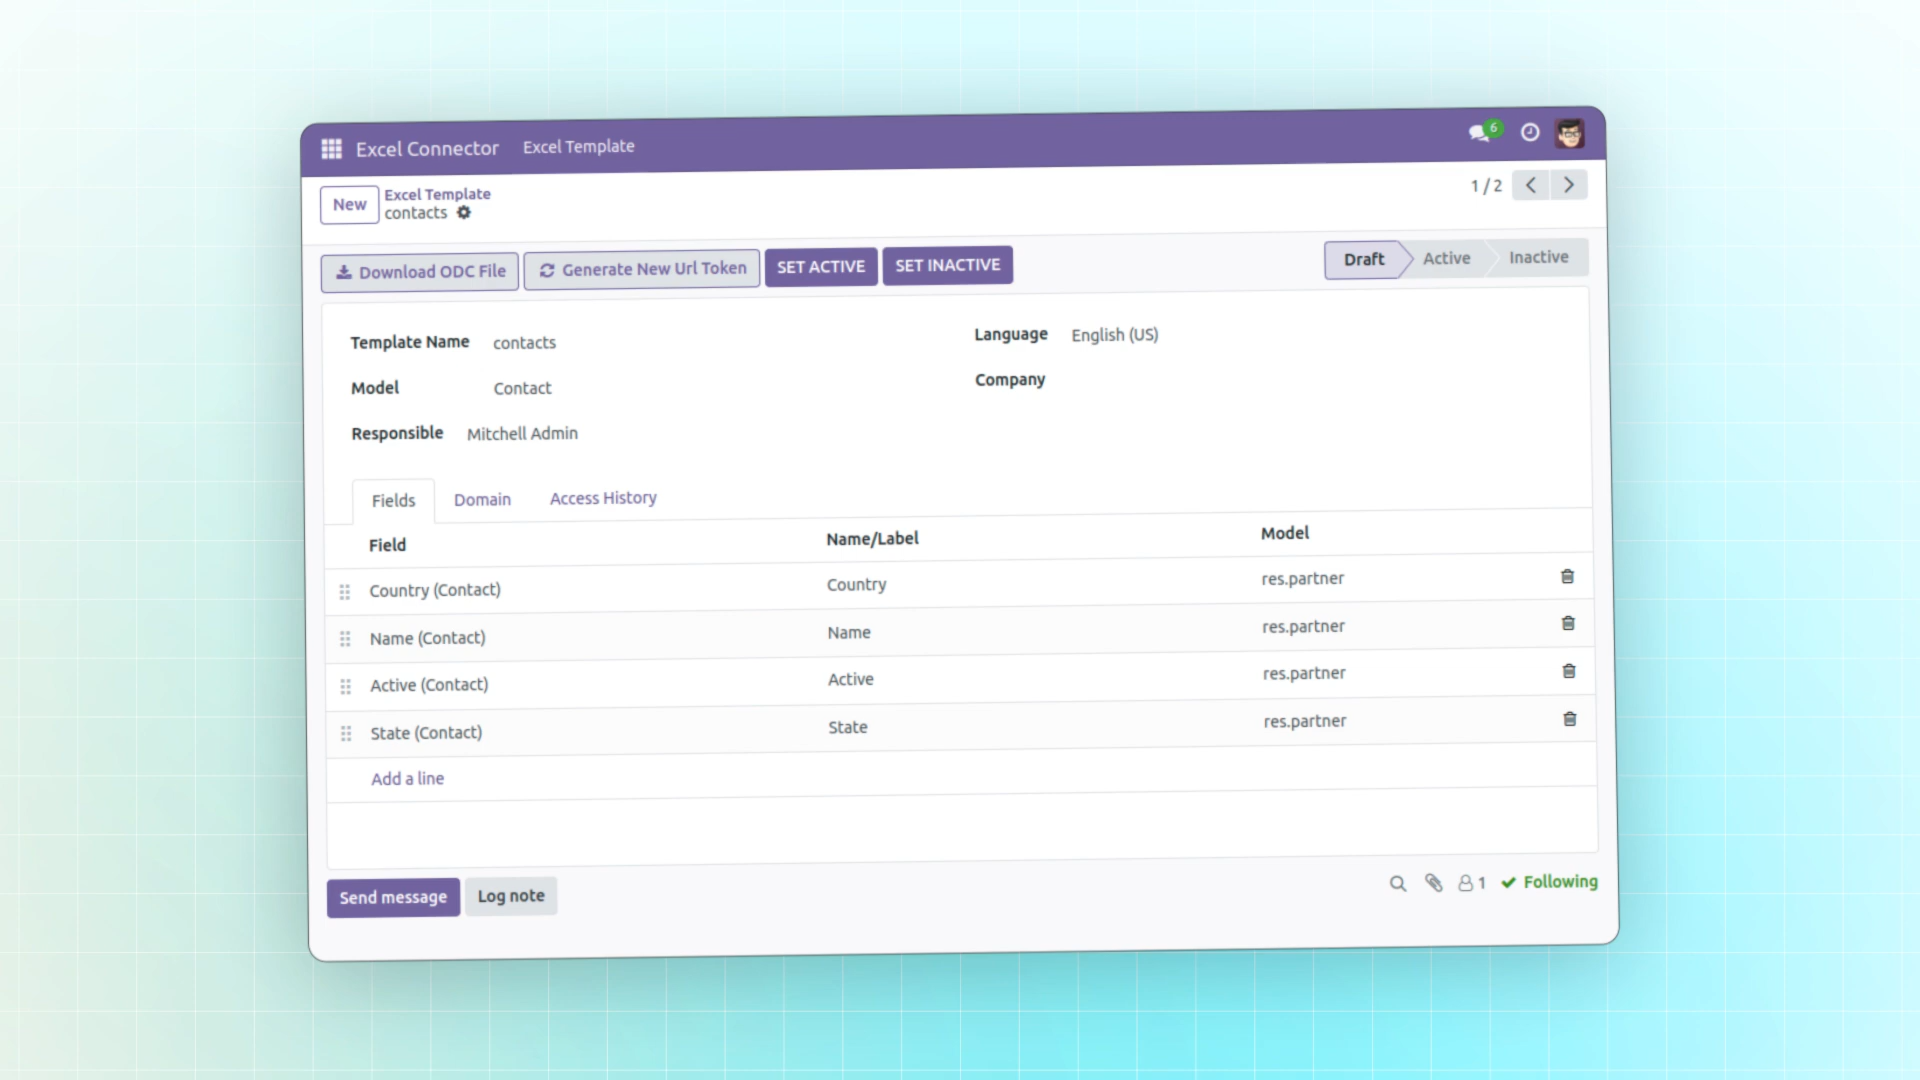 Excel Connector Excel Template 6
New Excel Template 1 / 2
contacts
Download ODC File Generate New Url Token SET ACTIVE SET INACTIVE Draft Active Inactive
Template Name contacts Language English (US)
Model Contact Company
Responsible Mitchell Admin
Fields Domain Access History
Field Name/Label Model
Country (Contact) Country res.partner
Name (Contact) Name res.partner
Active (Contact) Active res.partner
State (Contact) State res.partner
Add a line
Send message Log note 1 Following